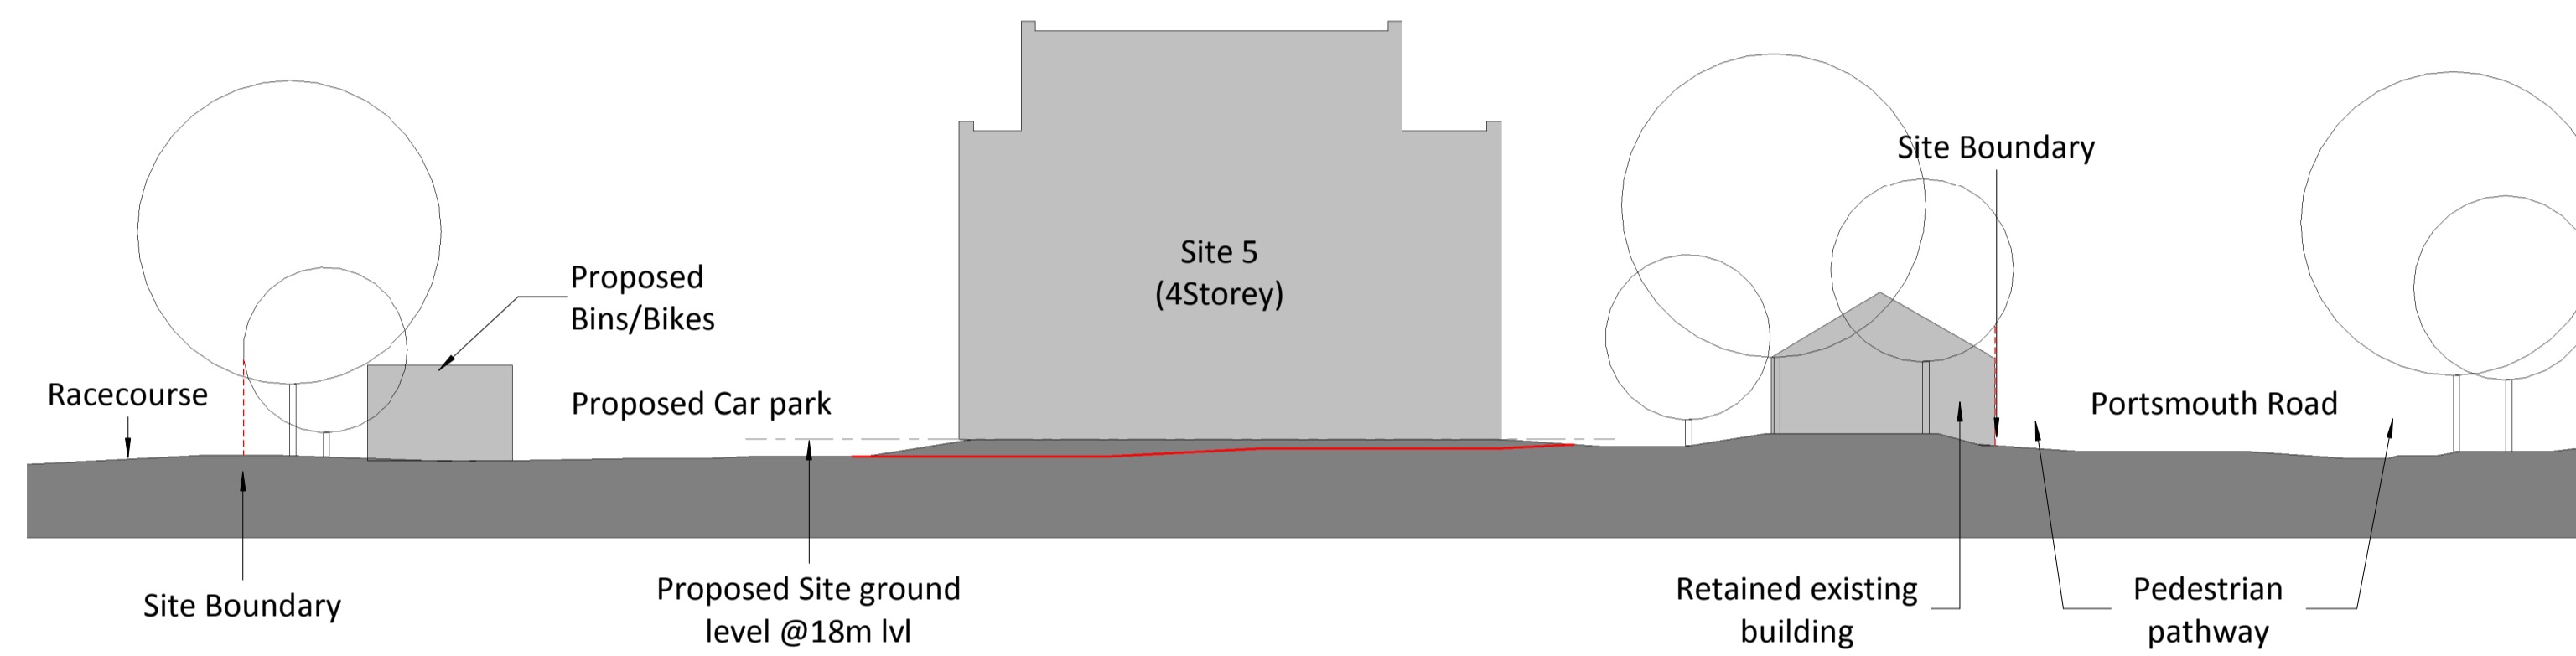 Site Boundary
Site 5
(4Storey)
Proposed
Bins/Bikes
Racecourse
Proposed Car park
Portsmouth Road
Site Boundary
Proposed Site ground
level @18m lvl
Retained existing
building
Pedestrian
pathway